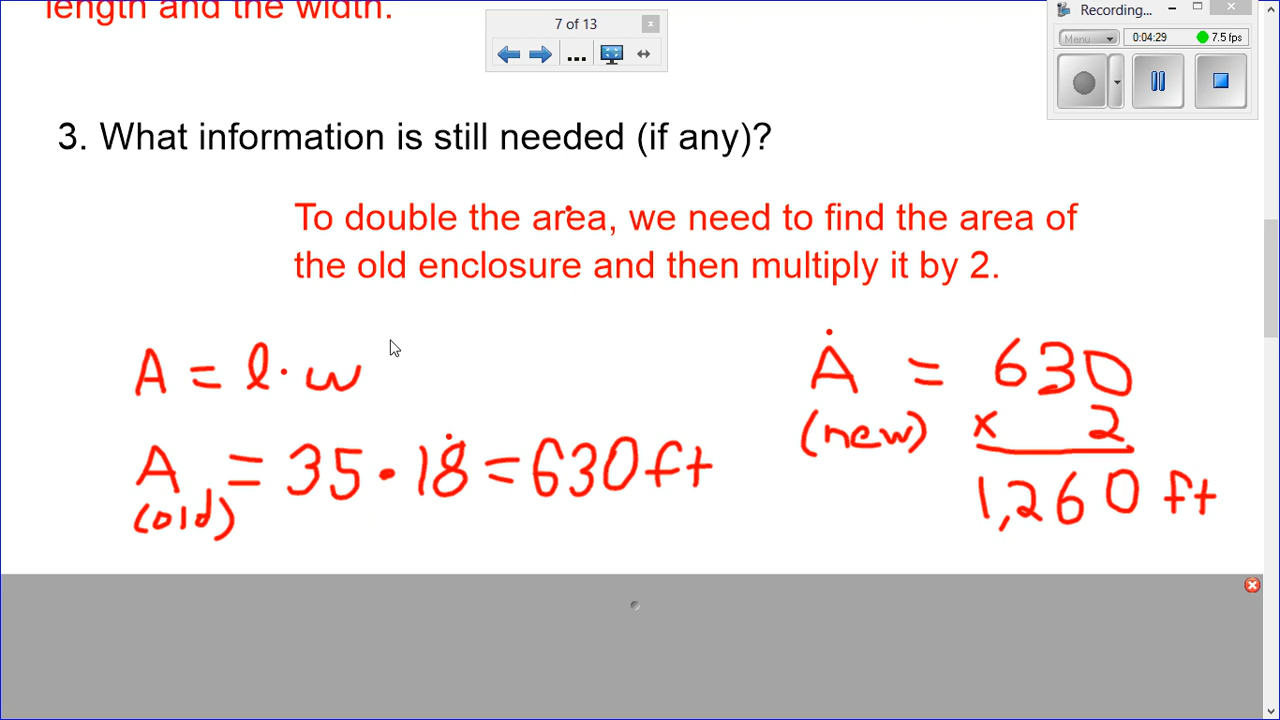 length and the width.
7 of 13
Recording...
Menu
0:04:29
7.5 fps
3. What information is still needed (if any)?
To double the area, we need to find the area of
the old enclosure and then multiply it by 2.
A = l · w
A = 35 · 18 = 630 ft
(old)
A = 630
(new) x 2
1,260 ft